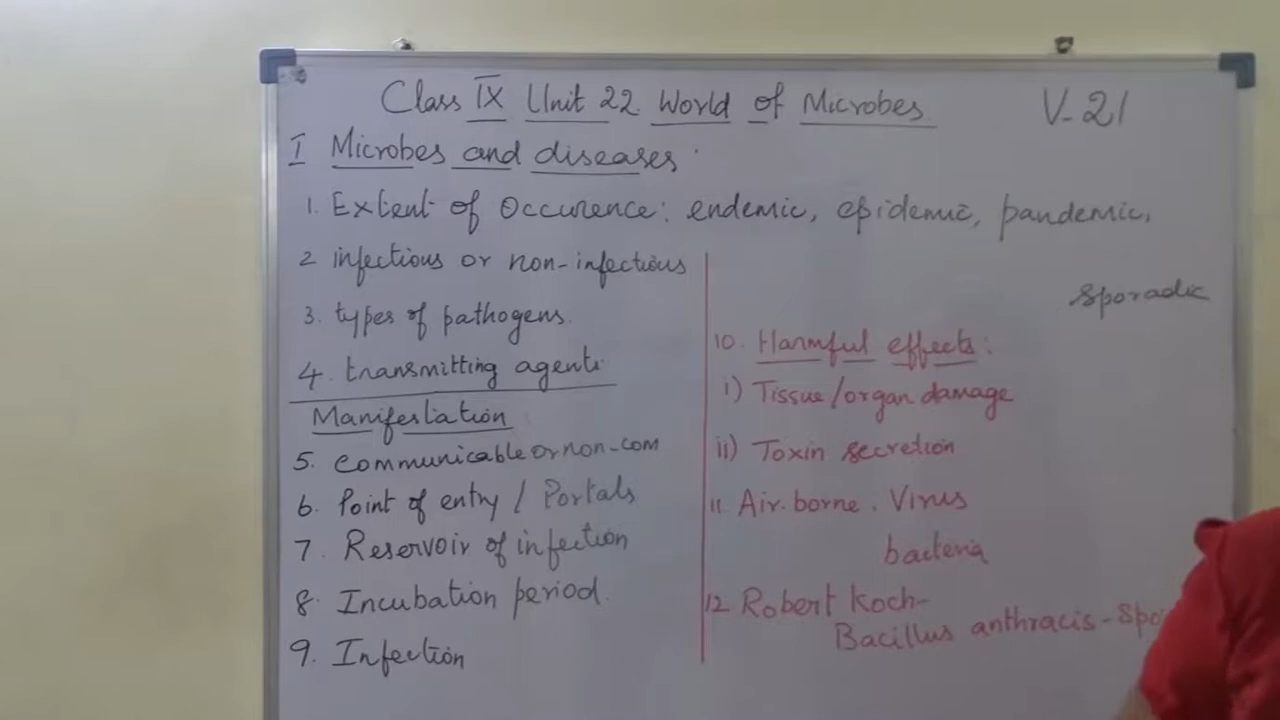 Class IX Unit 22. World of Microbes.
V-21
I Microbes and diseases.
1. Extent of Occurence: endemic, epidemic, pandemic,
sporadic
2 infectious or non-infectious
3. types of pathogens.
4. transmitting agents
Manifestation
5. Communicable or non-com
6. Point of entry / Portals
7. Reservoir of infection
8. Incubation period.
9. Infection
10. Harmful effects:
i) Tissue/organ damage
ii) Toxin secretion
11. Air.borne. Virus
bacteria
12 Robert Koch-
Bacillus anthracis-